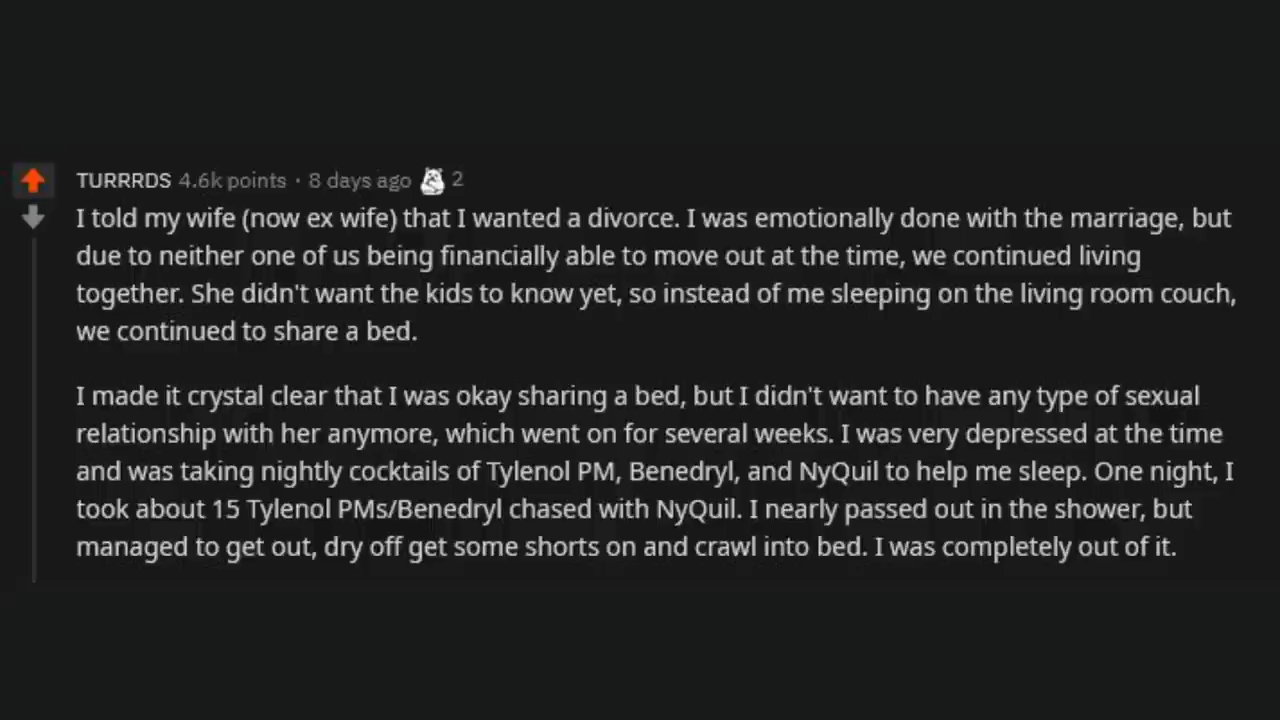 TURRRDS 4.6k points · 8 days ago 2
I told my wife (now ex wife) that I wanted a divorce. I was emotionally done with the marriage, but
due to neither one of us being financially able to move out at the time, we continued living
together. She didn't want the kids to know yet, so instead of me sleeping on the living room couch,
we continued to share a bed.
I made it crystal clear that I was okay sharing a bed, but I didn't want to have any type of sexual
relationship with her anymore, which went on for several weeks. I was very depressed at the time
and was taking nightly cocktails of Tylenol PM, Benedryl, and NyQuil to help me sleep. One night, I
took about 15 Tylenol PMs/Benedryl chased with NyQuil. I nearly passed out in the shower, but
managed to get out, dry off get some shorts on and crawl into bed. I was completely out of it.